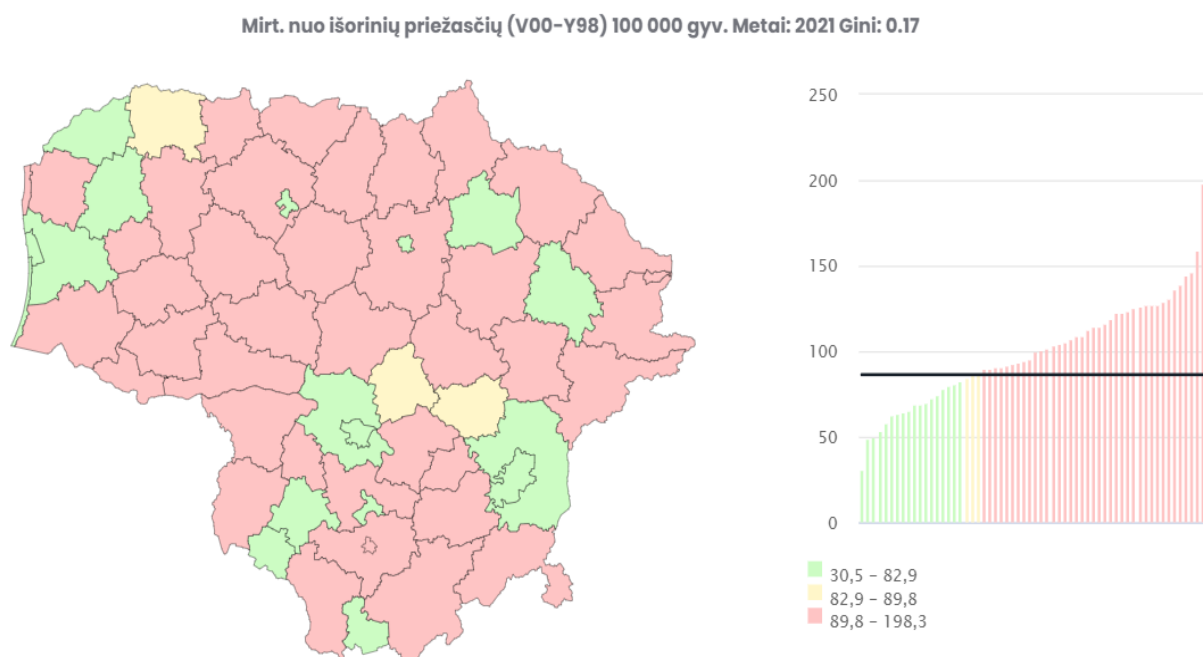 Mirt. nuo išorinių priežasčių (V00-Y98) 100 000 gyv. Metai: 2021 Gini: 0.17
250
200
150
100
50
0
30,5 - 82,9
82,9 - 89,8
89,8 - 198,3